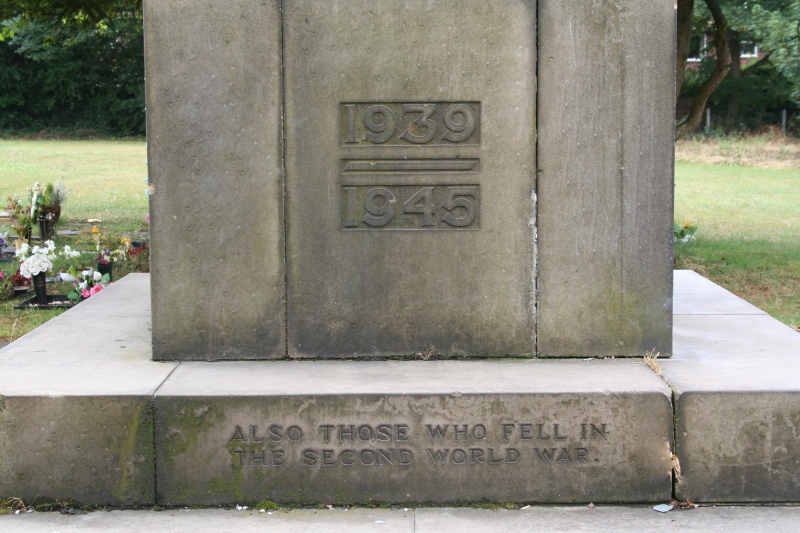 1939
1945
ALSO THOSE WHO FELL IN
THE SECOND WORLD WAR.